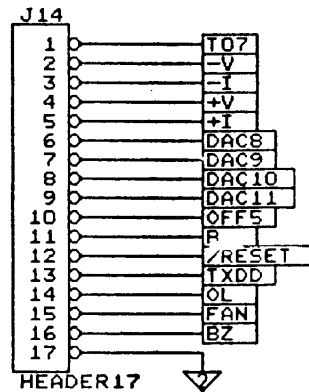 J14
1 TO7
2 -V
3 -I
4 +V
5 +I
6 DAC8
7 DAC9
8 DAC10
9 DAC11
10 OFF5
11
12 /RESET
13 TXDD
14 OL
15 FAN
16 BZ
17
HEADER17 2